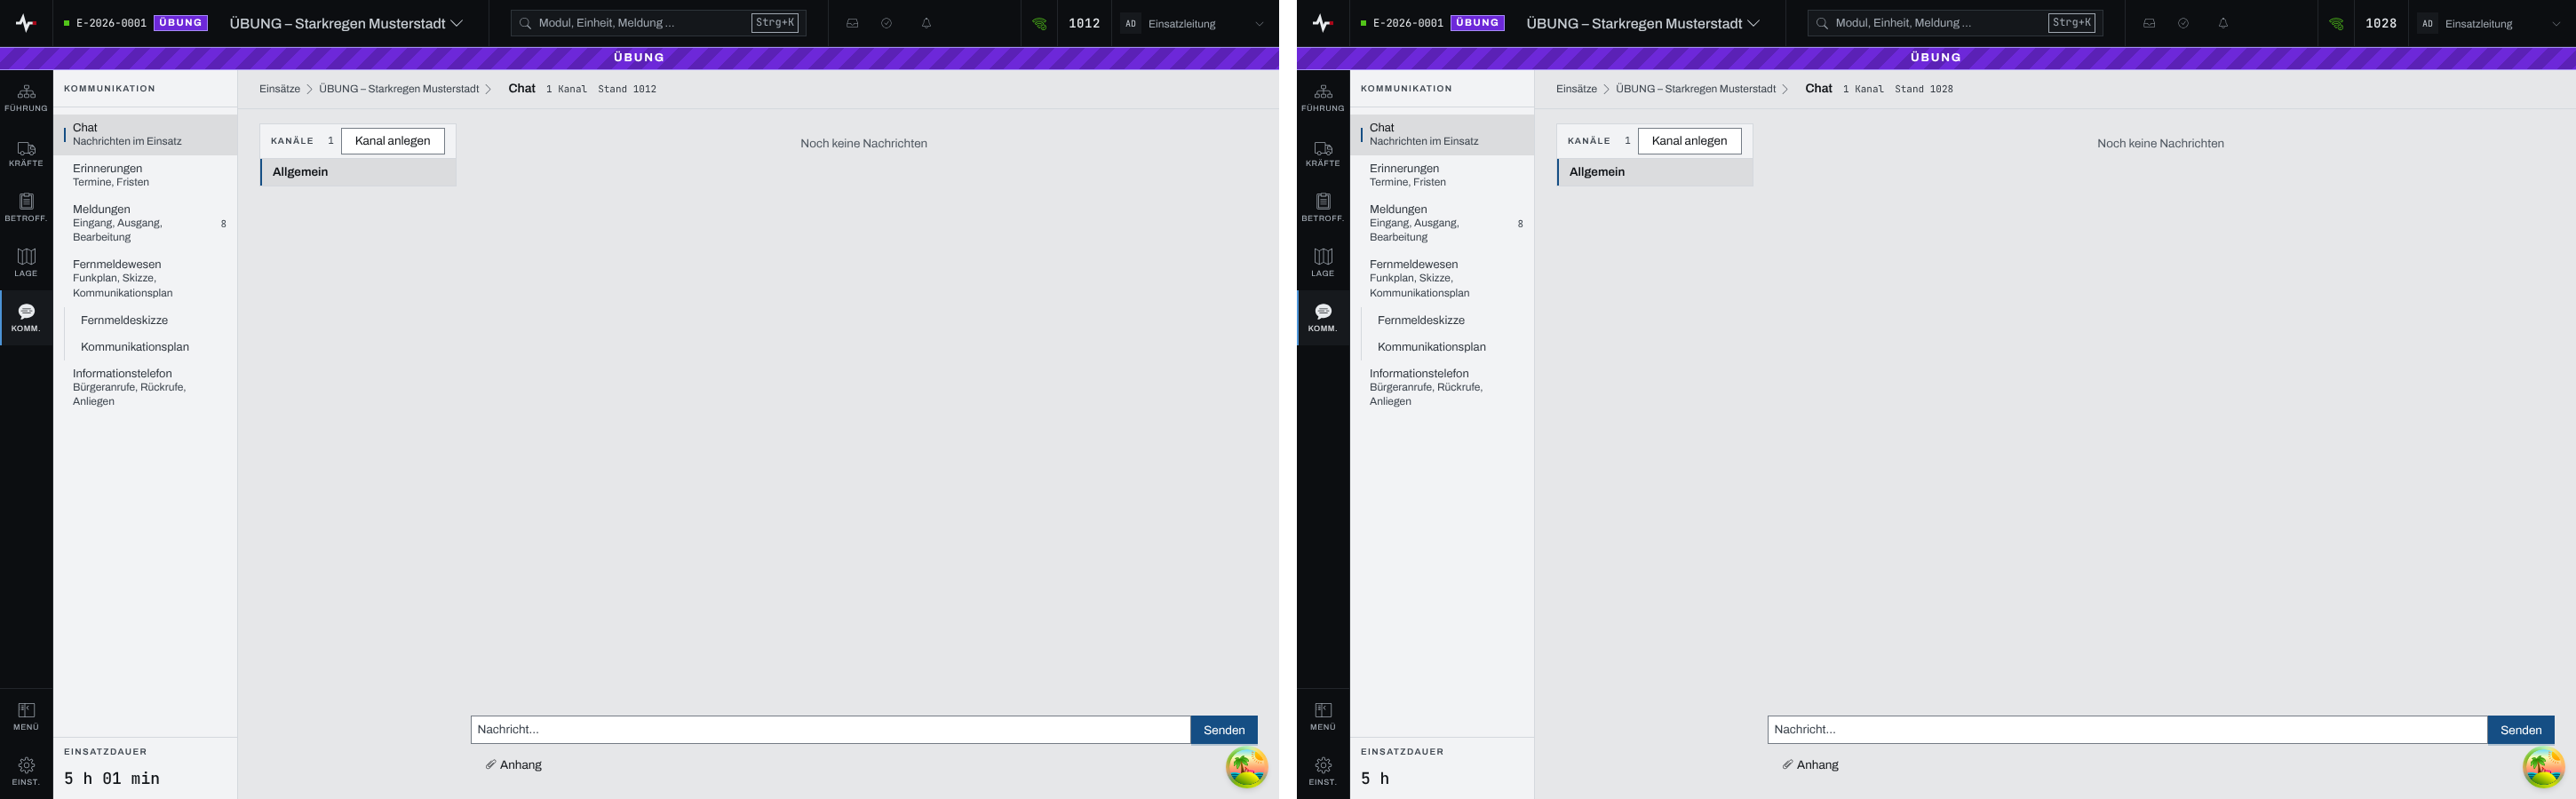 E-2026-0001 ÜBUNG ÜBUNG – Starkregen Musterstadt Modul, Einheit, Meldung ... Strg+K 1012 AD Einsatzleitung
ÜBUNG
FÜHRUNG
KRÄFTE
BETROFF.
LAGE
KOMM.
MENÜ
EINST.
KOMMUNIKATION
Chat
Nachrichten im Einsatz
Erinnerungen
Termine, Fristen
Meldungen
Eingang, Ausgang,
Bearbeitung
8
Fernmeldewesen
Funkplan, Skizze,
Kommunikationsplan
Fernmeldeskizze
Kommunikationsplan
Informationstelefon
Bürgeranrufe, Rückrufe,
Anliegen
EINSATZDAUER
5 h 01 min
Einsätze ÜBUNG – Starkregen Musterstadt Chat 1 Kanal Stand 1012
KANÄLE 1 Kanal anlegen
Allgemein
Noch keine Nachrichten
Nachricht... Senden
Anhang
E-2026-0001 ÜBUNG ÜBUNG – Starkregen Musterstadt Modul, Einheit, Meldung ... Strg+K 1028 AD Einsatzleitung
ÜBUNG
FÜHRUNG
KRÄFTE
BETROFF.
LAGE
KOMM.
MENÜ
EINST.
KOMMUNIKATION
Chat
Nachrichten im Einsatz
Erinnerungen
Termine, Fristen
Meldungen
Eingang, Ausgang,
Bearbeitung
8
Fernmeldewesen
Funkplan, Skizze,
Kommunikationsplan
Fernmeldeskizze
Kommunikationsplan
Informationstelefon
Bürgeranrufe, Rückrufe,
Anliegen
EINSATZDAUER
5 h
Einsätze ÜBUNG – Starkregen Musterstadt Chat 1 Kanal Stand 1028
KANÄLE 1 Kanal anlegen
Allgemein
Noch keine Nachrichten
Nachricht... Senden
Anhang